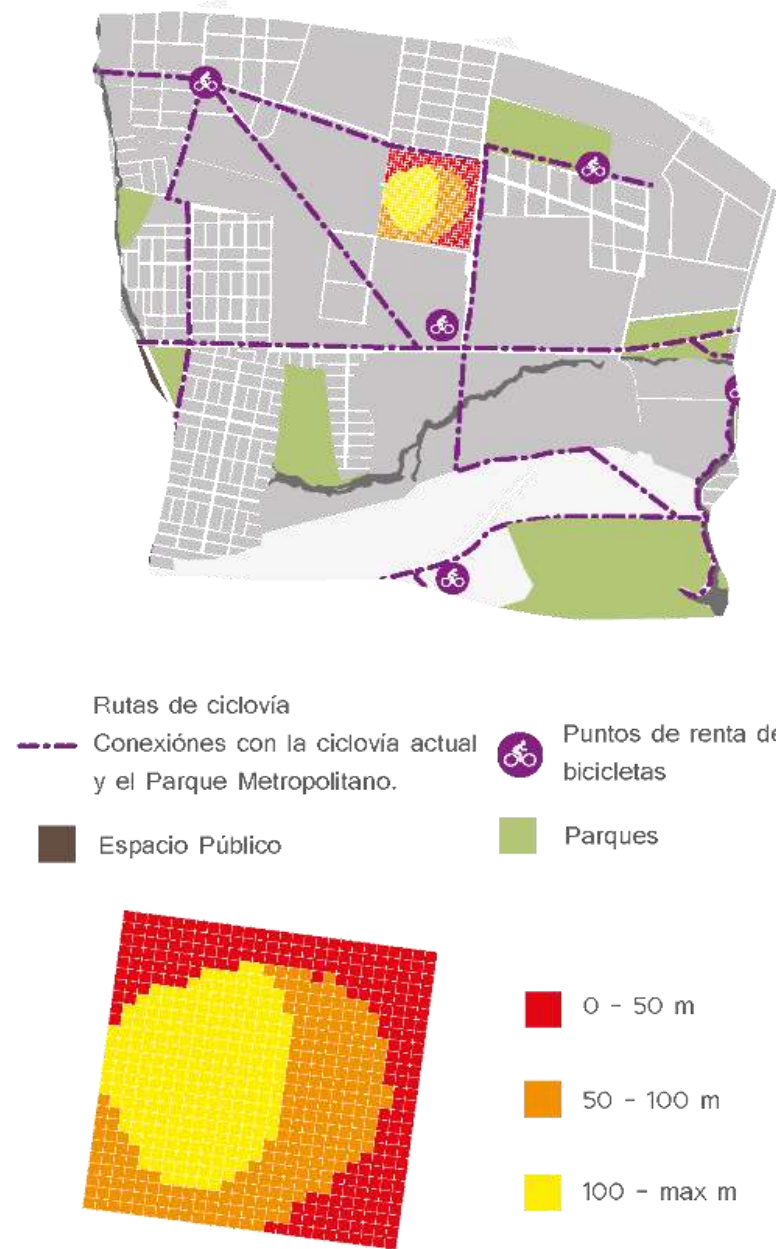 Rutas de ciclovía
Conexiónes con la ciclovía actual
y el Parque Metropolitano.
Puntos de renta de
bicicletas
Espacio Público
Parques
0 - 50 m
50 - 100 m
100 - max m